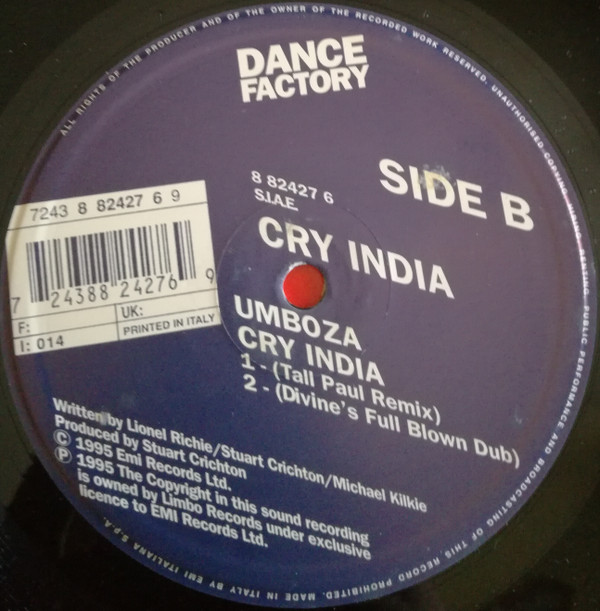 ALL RIGHTS OF THE PRODUCER AND OF THE OWNER OF THE RECORDED WORK RESERVED. UNAUTHORISED COPYING, HIRING, RENTING, PUBLIC PERFORMANCE AND BROADCASTING OF THIS RECORD PROHIBITED. MADE IN ITALY BY EMI ITALIANA S.P.A.
DANCE
FACTORY
SIDE B
8 82427 6
S.I.A.E.
7243 8 82427 6 9
7 24388 24276 9
F:
UK:
I: 014
PRINTED IN ITALY
CRY INDIA
UMBOZA
CRY INDIA
1 - (Tall Paul Remix)
2 - (Divine's Full Blown Dub)
Written by Lionel Richie/Stuart Crichton/Michael Kilkie
Produced by Stuart Crichton
© 1995 Emi Records Ltd.
℗ 1995 The Copyright in this sound recording
is owned by Limbo Records under exclusive
licence to EMI Records Ltd.